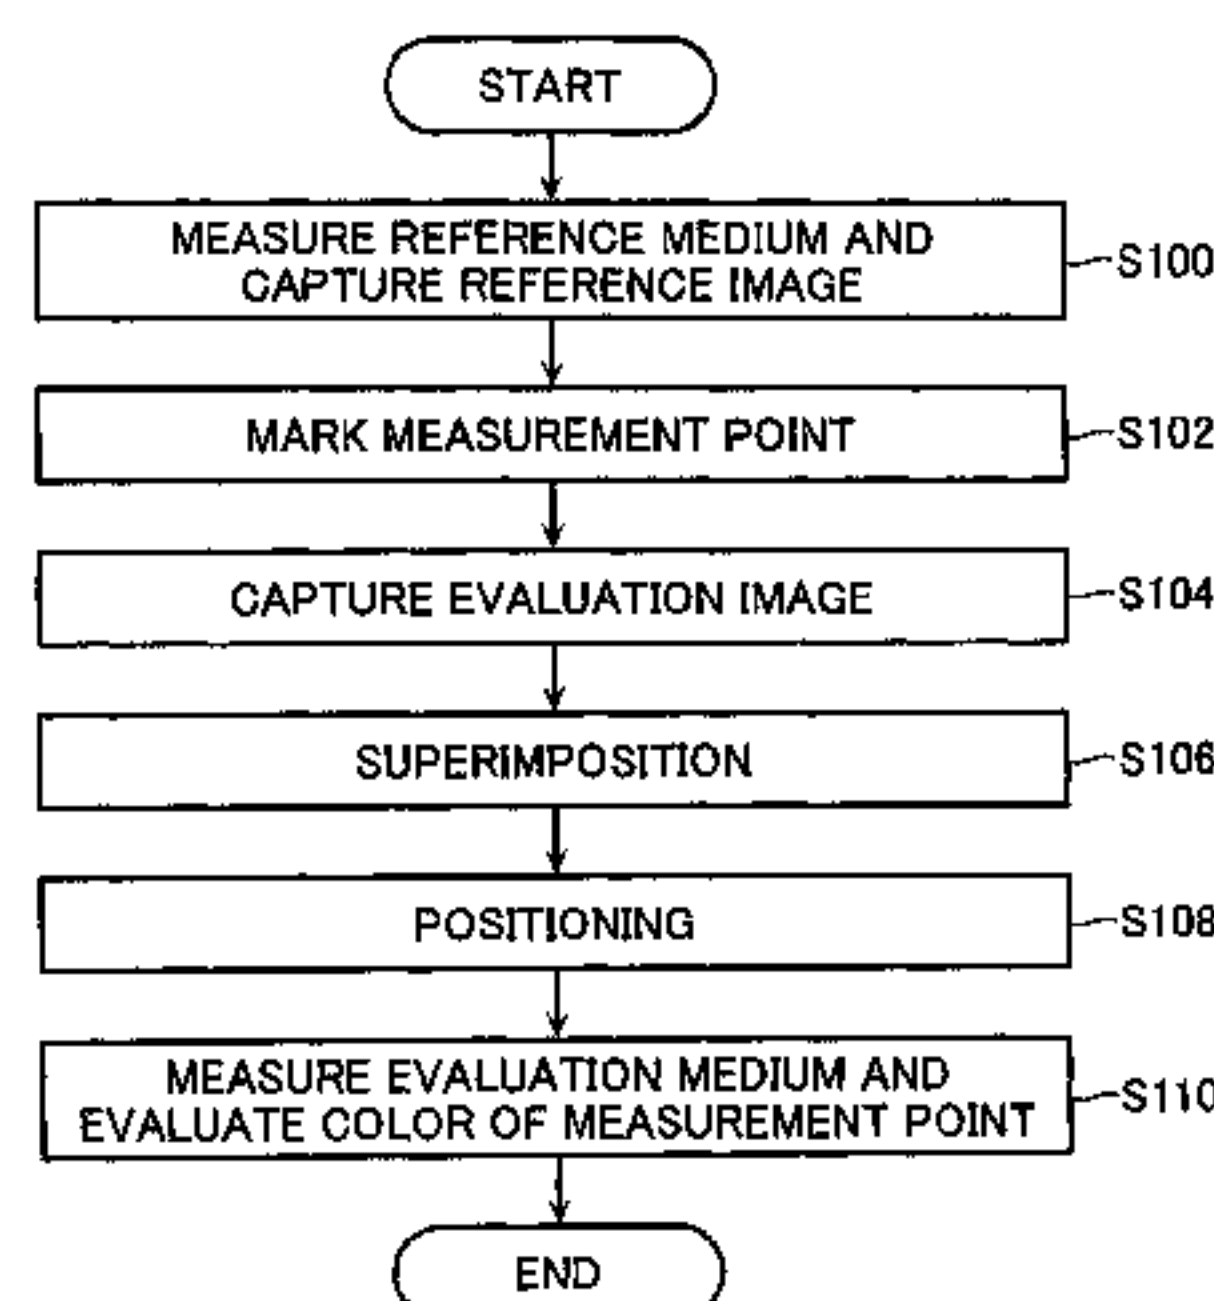 START
MEASURE REFERENCE MEDIUM AND
CAPTURE REFERENCE IMAGE
S100
MARK MEASUREMENT POINT
S102
CAPTURE EVALUATION IMAGE
S104
SUPERIMPOSITION
S106
POSITIONING
S108
MEASURE EVALUATION MEDIUM AND
EVALUATE COLOR OF MEASUREMENT POINT
S110
END